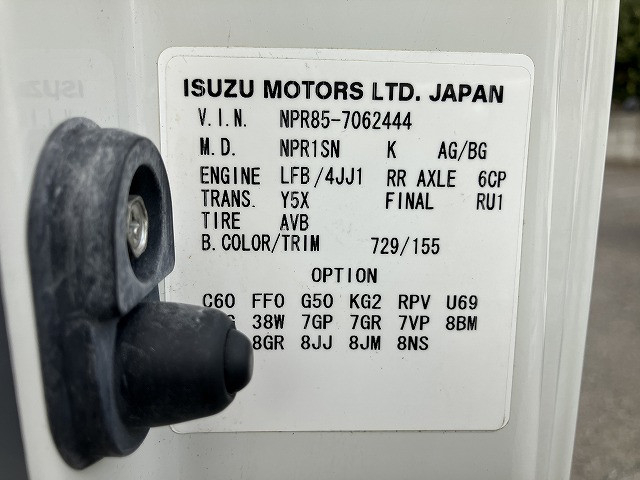 ISUZU MOTORS LTD. JAPAN
V.I.N. NPR85-7062444
M.D. NPR1SN K AG/BG
ENGINE LFB/4JJ1 RR AXLE 6CP
TRANS. Y5X FINAL RU1
TIRE AVB
B.COLOR/TRIM 729/155
OPTION
C60 FFO G50 KG2 RPV U69
38W 7GP 7GR 7VP 8BM
8GR 8JJ 8JM 8NS